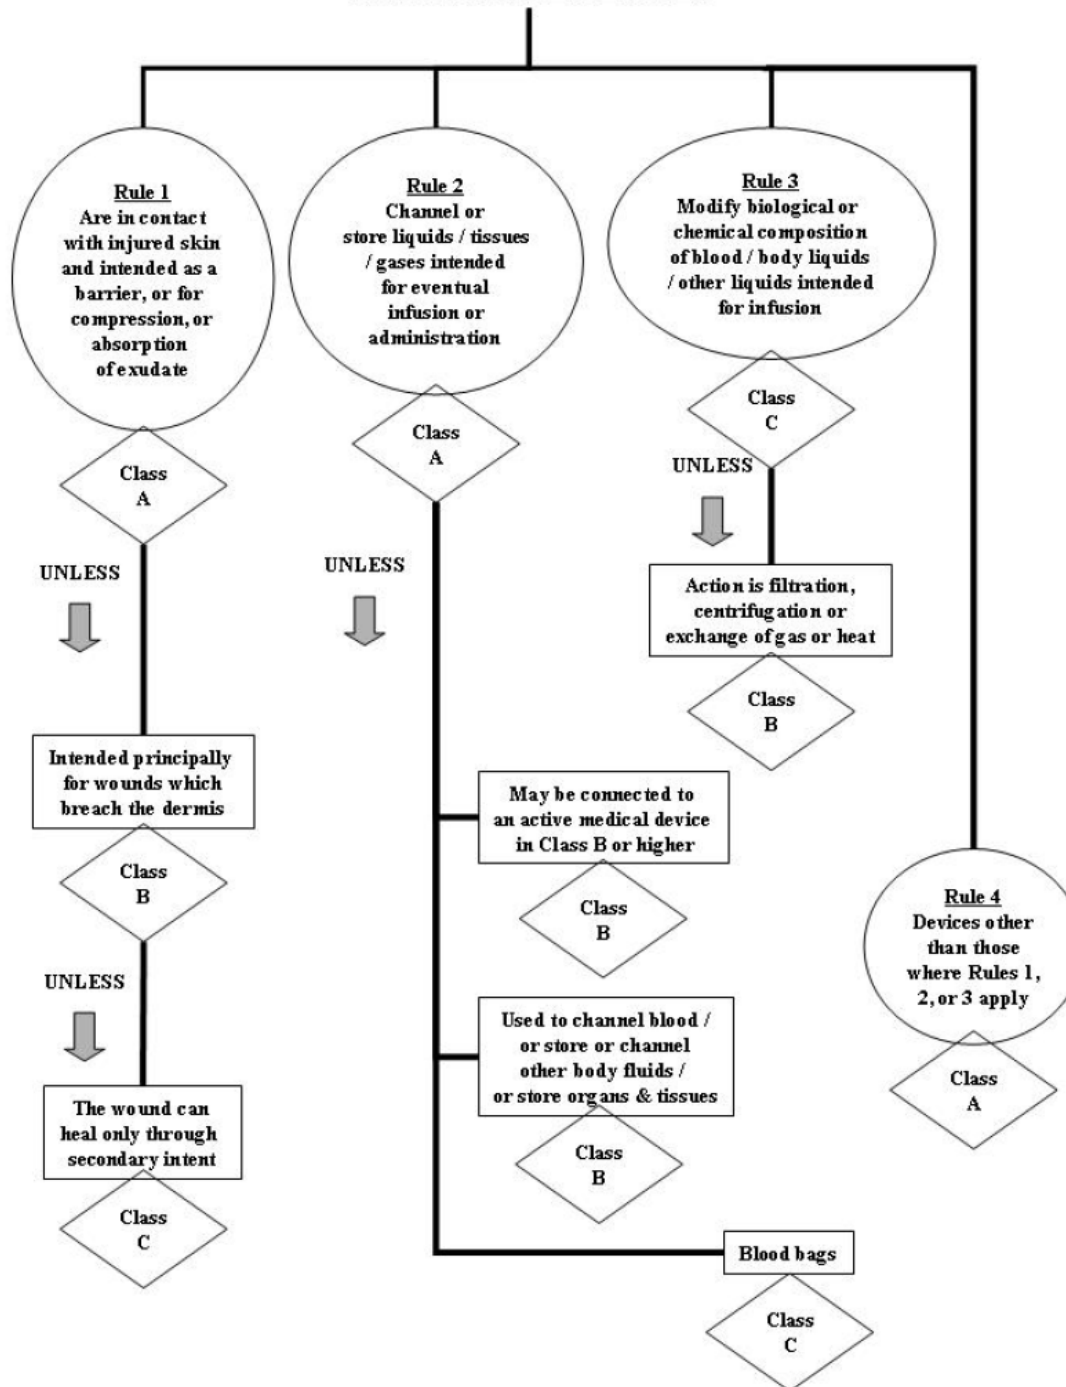 Rule 1
Are in contact
with injured skin
and intended as a
barrier, or for
compression, or
absorption
of exudate
Class
A
UNLESS
Intended principally
for wounds which
breach the dermis
Class
B
UNLESS
The wound can
heal only through
secondary intent
Class
C
Rule 2
Channel or
store liquids / tissues
/ gases intended
for eventual
infusion or
administration
Class
A
UNLESS
May be connected to
an active medical device
in Class B or higher
Class
B
Used to channel blood /
or store or channel
other body fluids /
or store organs & tissues
Class
B
Blood bags
Class
C
Rule 3
Modify biological or
chemical composition
of blood / body liquids
/ other liquids intended
for infusion
Class
C
UNLESS
Action is filtration,
centrifugation or
exchange of gas or heat
Class
B
Rule 4
Devices other
than those
where Rules 1,
2, or 3 apply
Class
A